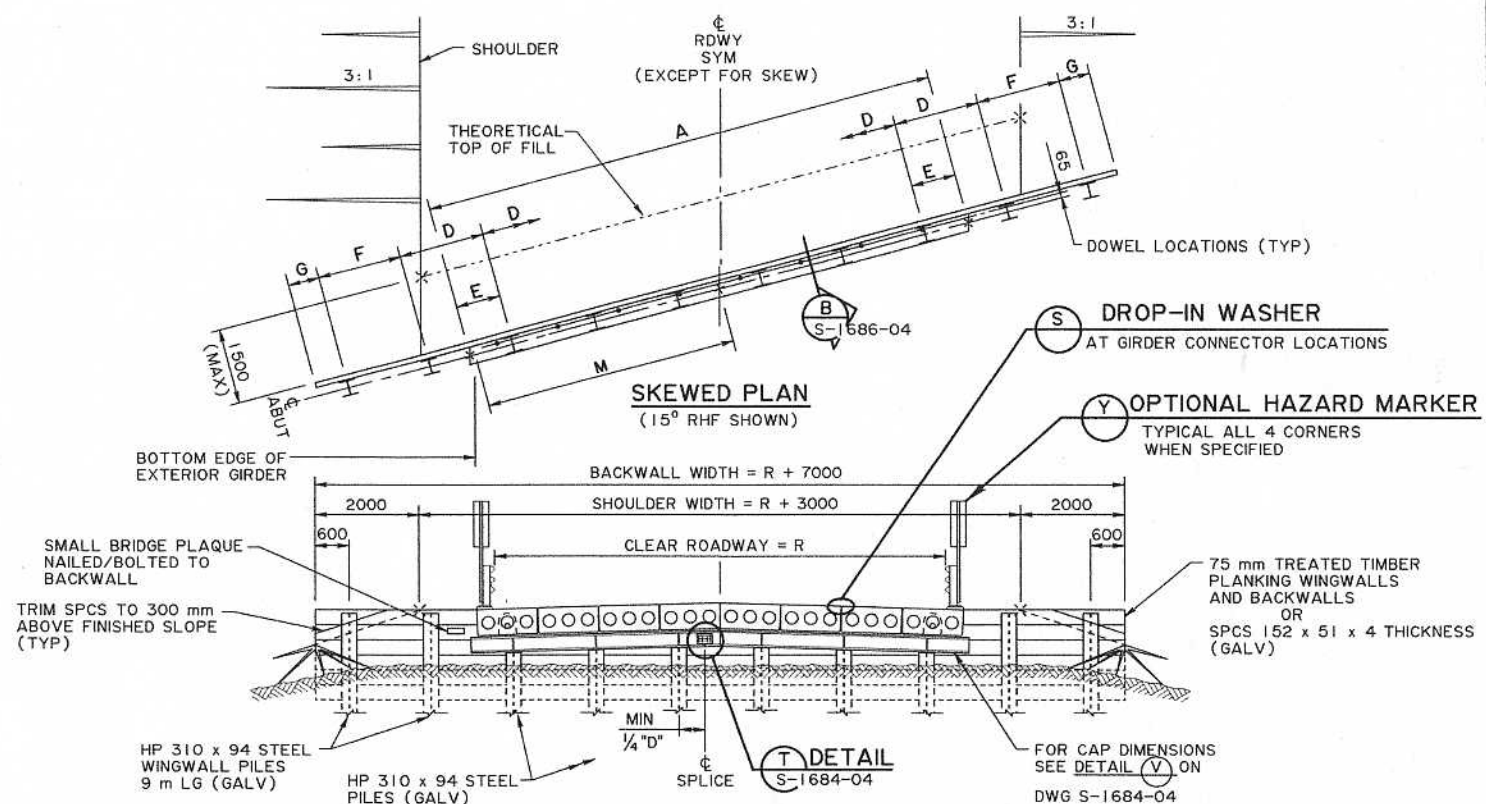 ℄
RDWY
SYM
(EXCEPT FOR SKEW)
3:1
SHOULDER
3:1
G
F
D
D
A
THEORETICAL
TOP OF FILL
E
65
D
D
F
G
E
DOWEL LOCATIONS (TYP)
1500
(MAX)
℄
ABUT
M
B
S-1686-04
S
DROP-IN WASHER
AT GIRDER CONNECTOR LOCATIONS
SKEWED PLAN
(15° RHF SHOWN)
Y
OPTIONAL HAZARD MARKER
TYPICAL ALL 4 CORNERS
WHEN SPECIFIED
BOTTOM EDGE OF
EXTERIOR GIRDER
BACKWALL WIDTH = R + 7000
2000
SHOULDER WIDTH = R + 3000
2000
600
CLEAR ROADWAY = R
600
SMALL BRIDGE PLAQUE
NAILED/BOLTED TO
BACKWALL
TRIM SPCS TO 300 mm
ABOVE FINISHED SLOPE
(TYP)
75 mm TREATED TIMBER
PLANKING WINGWALLS
AND BACKWALLS
OR
SPCS 152 x 51 x 4 THICKNESS
(GALV)
HP 310 x 94 STEEL
WINGWALL PILES
9 m LG (GALV)
HP 310 x 94 STEEL
PILES (GALV)
MIN
1/4 "D"
℄
SPLICE
T
DETAIL
S-1684-04
FOR CAP DIMENSIONS
SEE DETAIL V ON
DWG S-1684-04